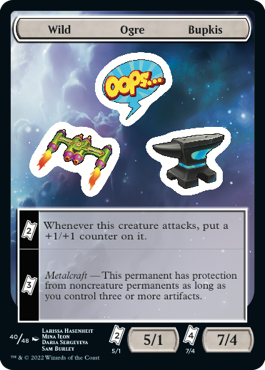 Wild Ogre Bupkis
OOPS...
2 Whenever this creature attacks, put a
+1/+1 counter on it.
3 Metalcraft —This permanent has protection
from noncreature permanents as long as
you control three or more artifacts.
40/48 Larissa Hasenheit
Mina Jeon
Daria Sergeyeva
Sam Burley
2 5/1 5/1
4 7/4 7/4
™ & © 2022 Wizards of the Coast